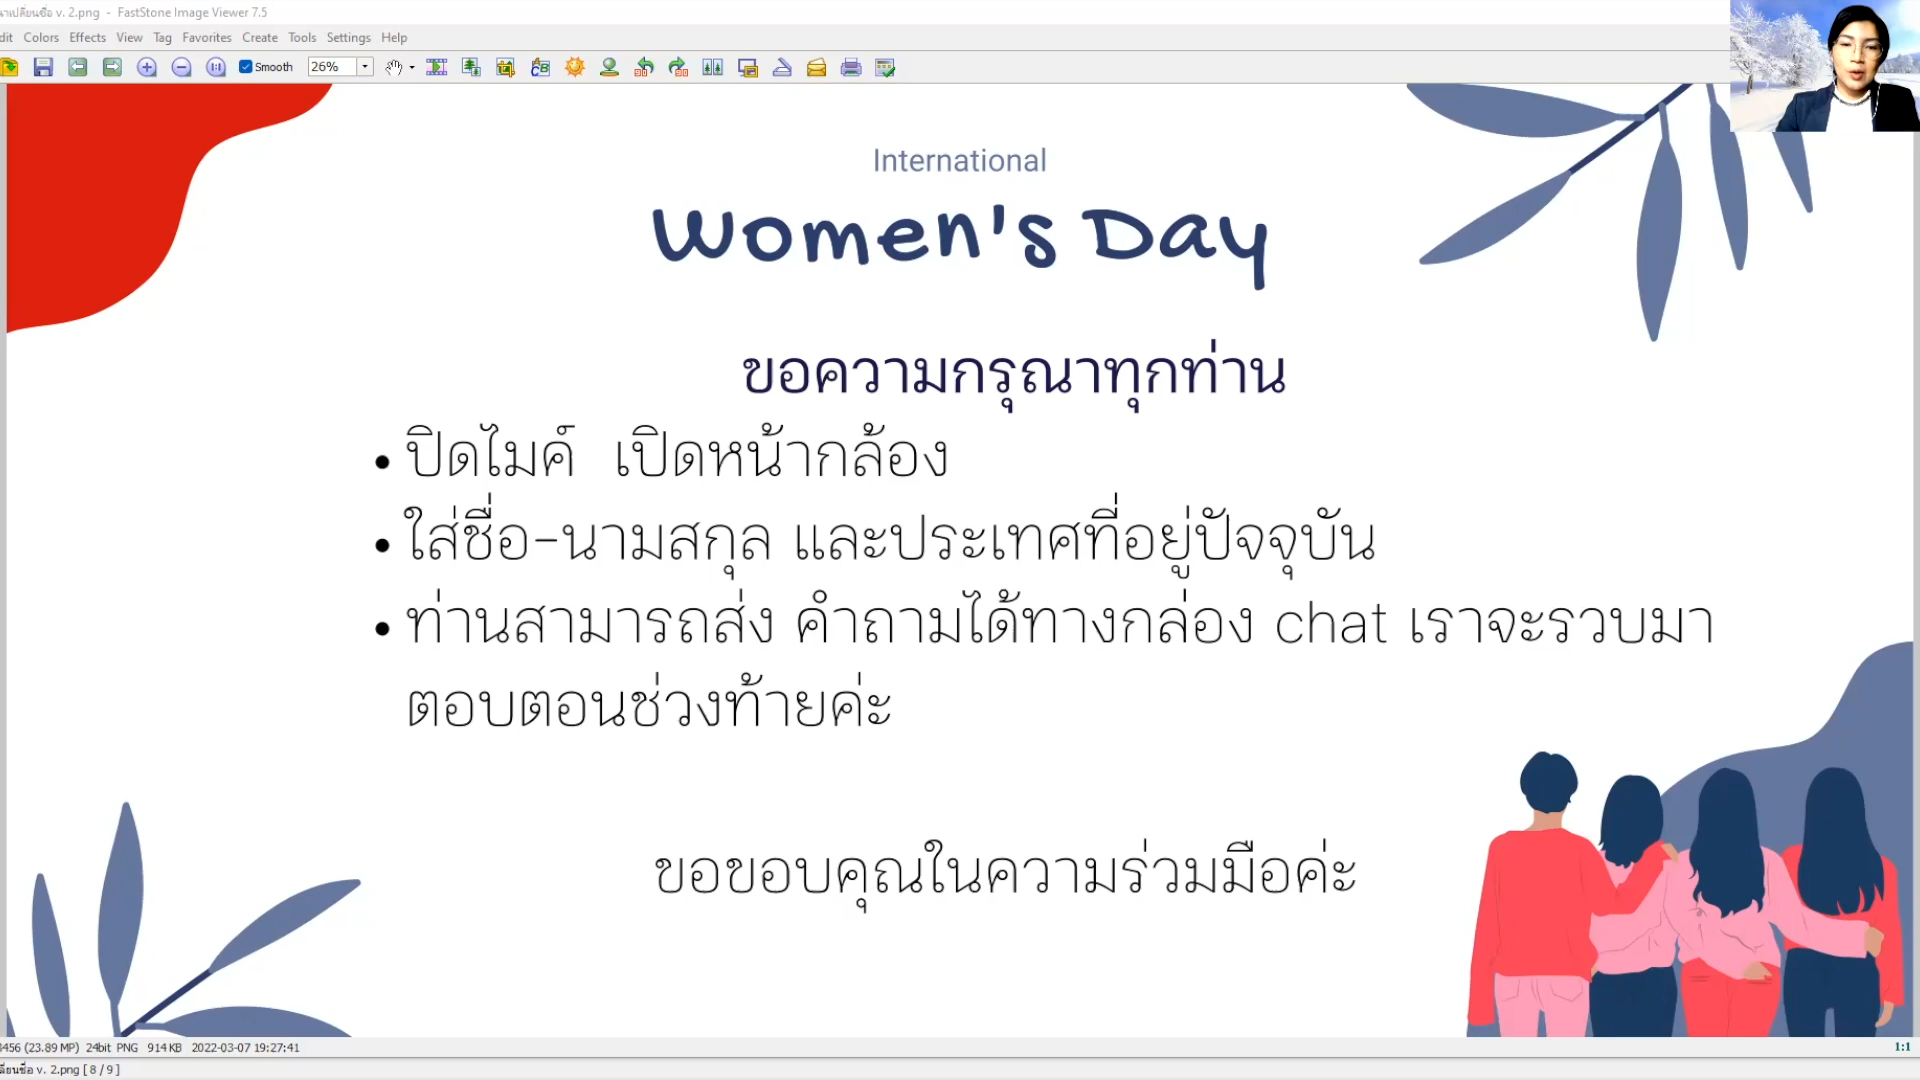 นาเปลี่ยนชื่อ v. 2.png - FastStone Image Viewer 7.5
dit Colors Effects View Tag Favorites Create Tools Settings Help
Smooth 26%
International
Women's Day
ขอความกรุณาทุกท่าน
• ปิดไมค์ เปิดหน้ากล้อง
• ใส่ชื่อ-นามสกุล และประเทศที่อยู่ปัจจุบัน
• ท่านสามารถส่ง คำถามได้ทางกล่อง chat เราจะรวบมา
ตอบตอนช่วงท้ายค่ะ
ขอขอบคุณในความร่วมมือค่ะ
3456 (23.89 MP) 24bit PNG 914 KB 2022-03-07 19:27:41
1:1
ลี่ยนชื่อ v. 2.png [ 8 / 9 ]